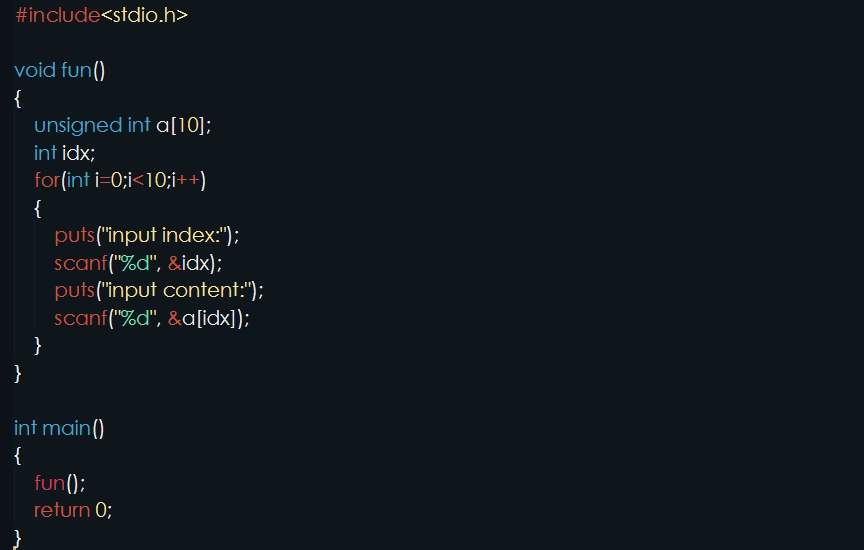 #include<stdio.h>
void fun()
{
unsigned int a[10];
int idx;
for(int i=0;i<10;i++)
{
puts("input index:");
scanf("%d", &idx);
puts("input content:");
scanf("%d", &a[idx]);
}
}
int main()
{
fun();
return 0;
}